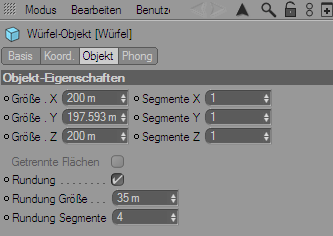 Modus Bearbeiten Benutze
Würfel-Objekt [Würfel]
Basis Koord. Objekt Phong
Objekt-Eigenschaften
Größe . X 200 m Segmente X 1
Größe . Y 197.593 m Segmente Y 1
Größe . Z 200 m Segmente Z 1
Getrennte Flächen
Rundung . . . . . . . .
Rundung Größe . . . 35 m
Rundung Segmente 4